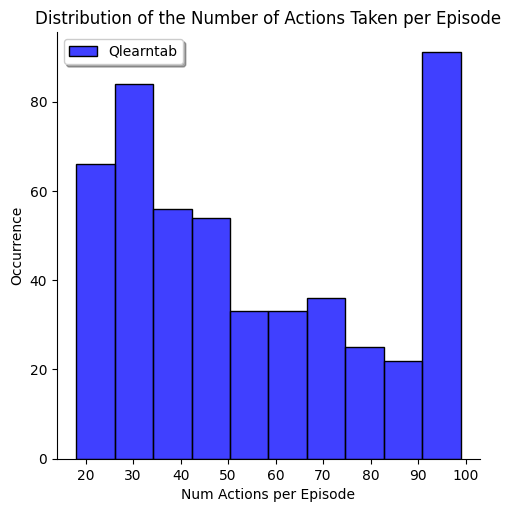 Distribution of the Number of Actions Taken per Episode
Qlearntab
Occurrence
80
60
40
20
0
20 30 40 50 60 70 80 90 100
Num Actions per Episode